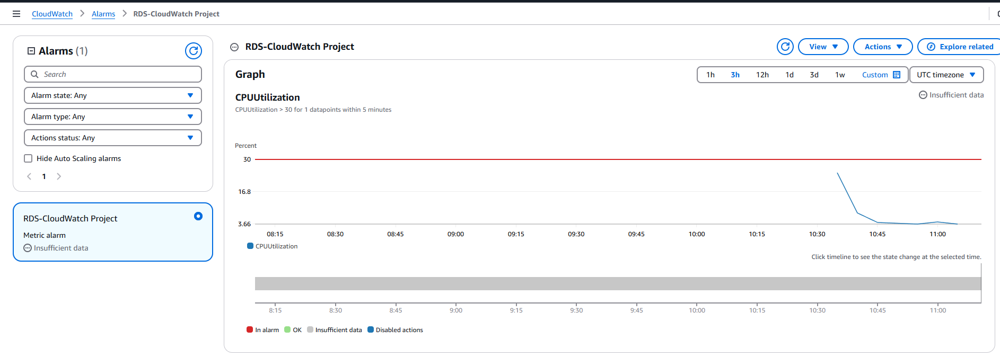 CloudWatch > Alarms > RDS-CloudWatch Project
Alarms (1)
Search
Alarm state: Any
Alarm type: Any
Actions status: Any
Hide Auto Scaling alarms
1
RDS-CloudWatch Project
Metric alarm
Insufficient data
RDS-CloudWatch Project
View
Actions
Explore related
Graph
1h 3h 12h 1d 3d 1w Custom
UTC timezone
CPUUtilization
Insufficient data
CPUUtilization > 30 for 1 datapoints within 5 minutes
Percent
30
16.8
3.66
08:15 08:30 08:45 09:00 09:15 09:30 09:45 10:00 10:15 10:30 10:45 11:00
CPUUtilization
Click timeline to see the state change at the selected time.
8:15 8:30 8:45 9:00 9:15 9:30 9:45 10:00 10:15 10:30 10:45 11:00
In alarm OK Insufficient data Disabled actions